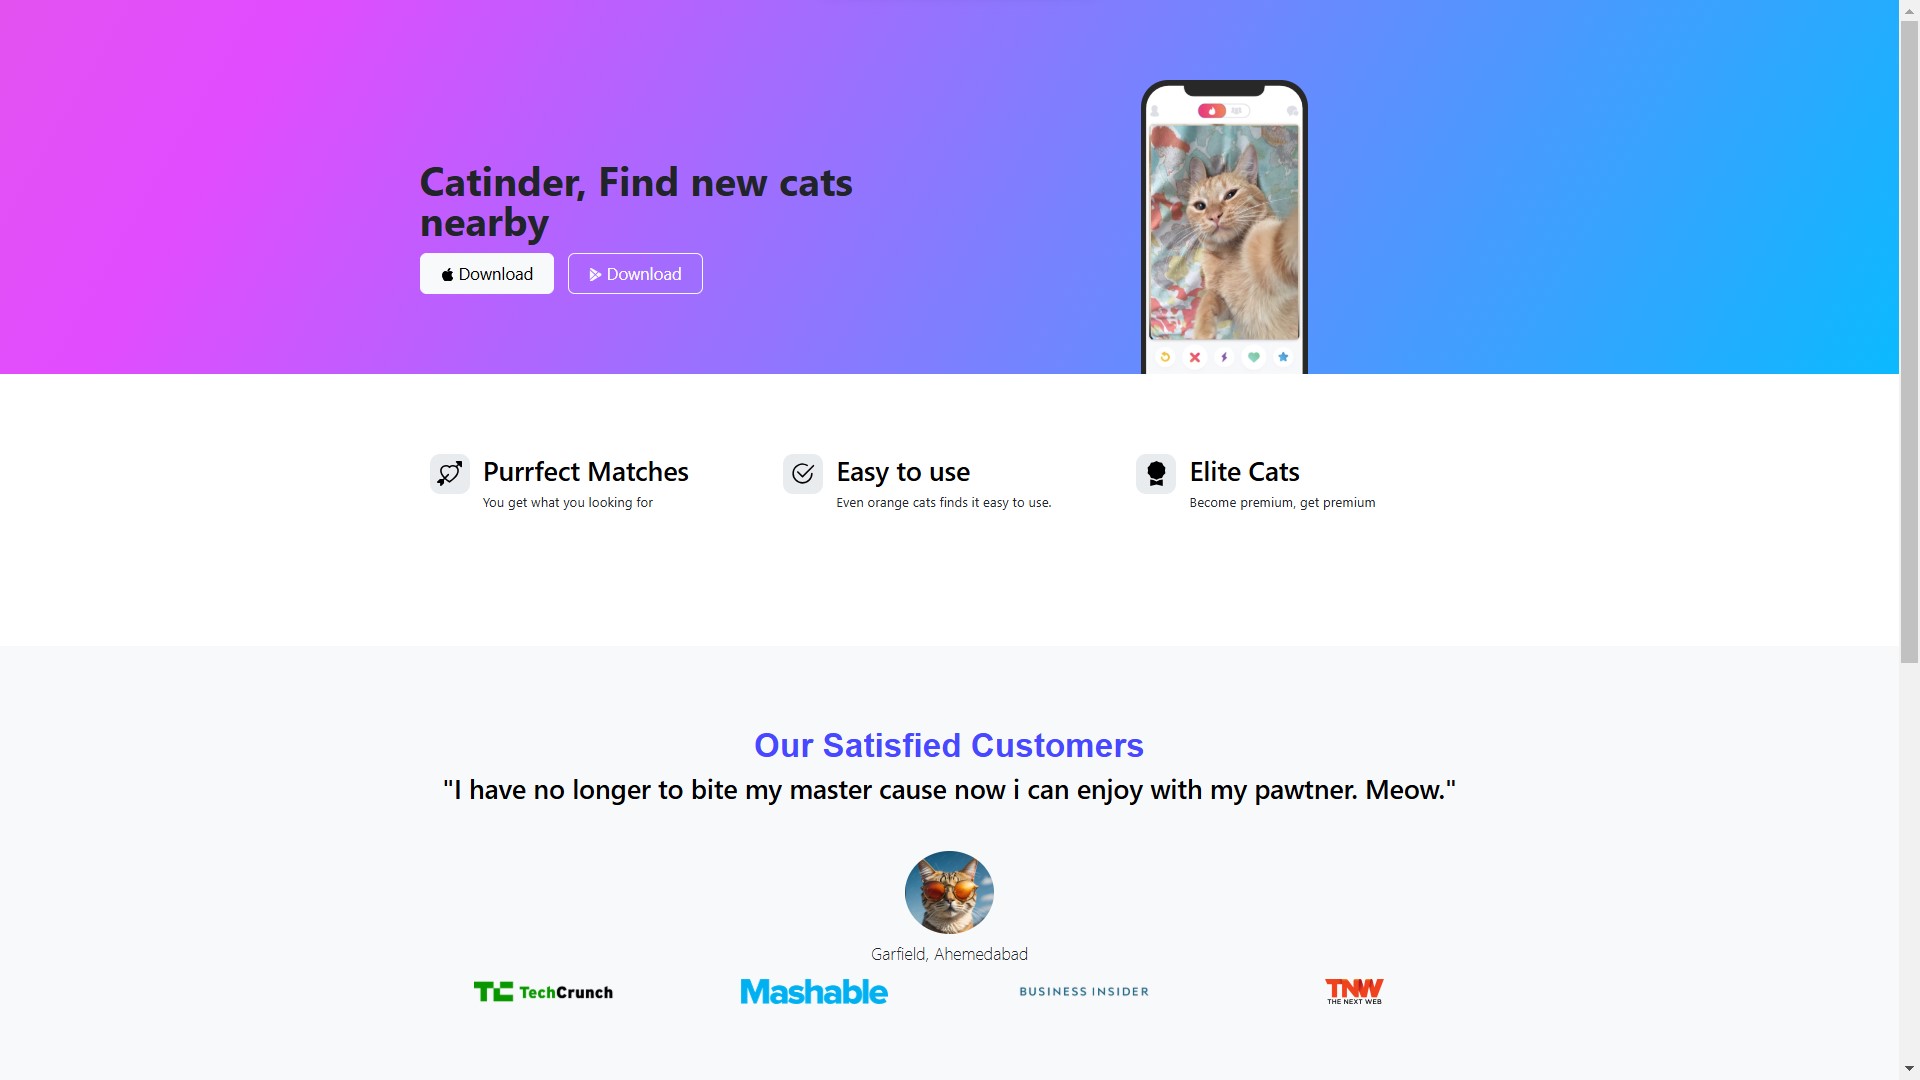 Catinder, Find new cats
nearby
Download
Download
Purrfect Matches
You get what you looking for
Easy to use
Even orange cats finds it easy to use.
Elite Cats
Become premium, get premium
Our Satisfied Customers
"I have no longer to bite my master cause now i can enjoy with my pawtner. Meow."
Garfield, Ahemedabad
TC TechCrunch
Mashable
BUSINESS INSIDER
TNW
THE NEXT WEB